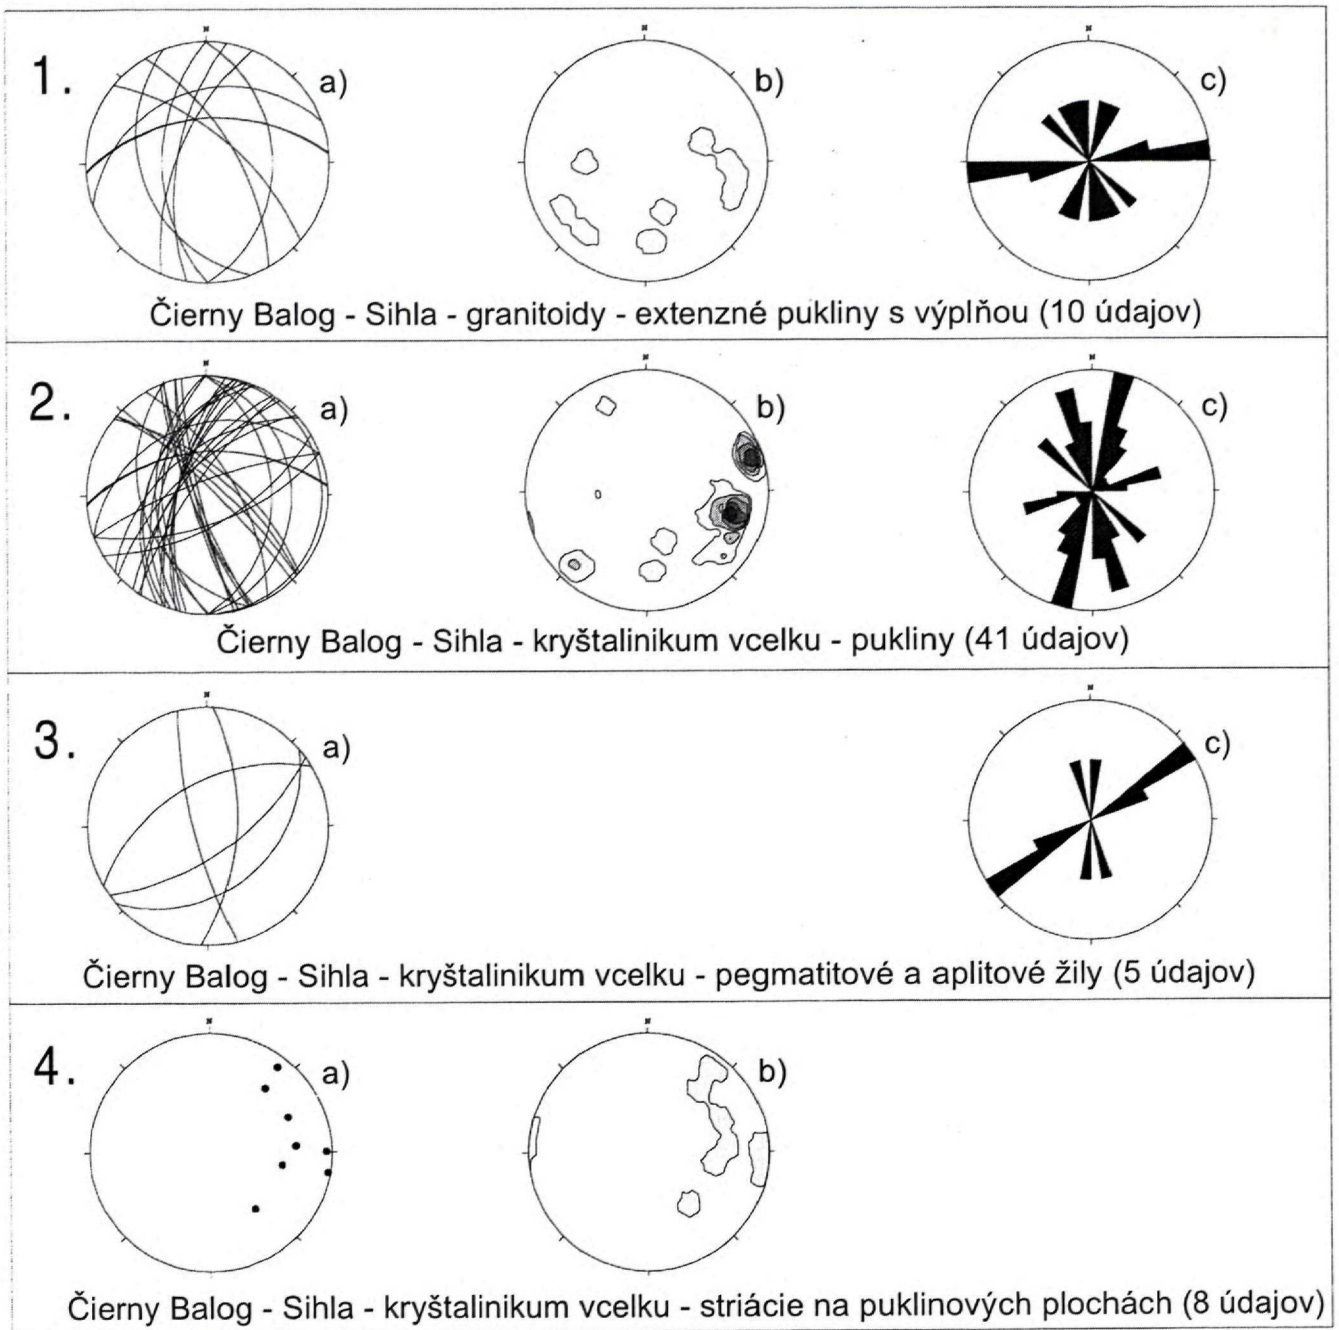 N N N
1. a) b) c)
Čierny Balog - Sihla - granitoidy - extenzné pukliny s výplňou (10 údajov)
N N N
2. a) b) c)
Čierny Balog - Sihla - kryštalinikum vcelku - pukliny (41 údajov)
N N
3. a) c)
Čierny Balog - Sihla - kryštalinikum vcelku - pegmatitové a aplitové žily (5 údajov)
N N
4. a) b)
Čierny Balog - Sihla - kryštalinikum vcelku - striácie na puklinových plochách (8 údajov)